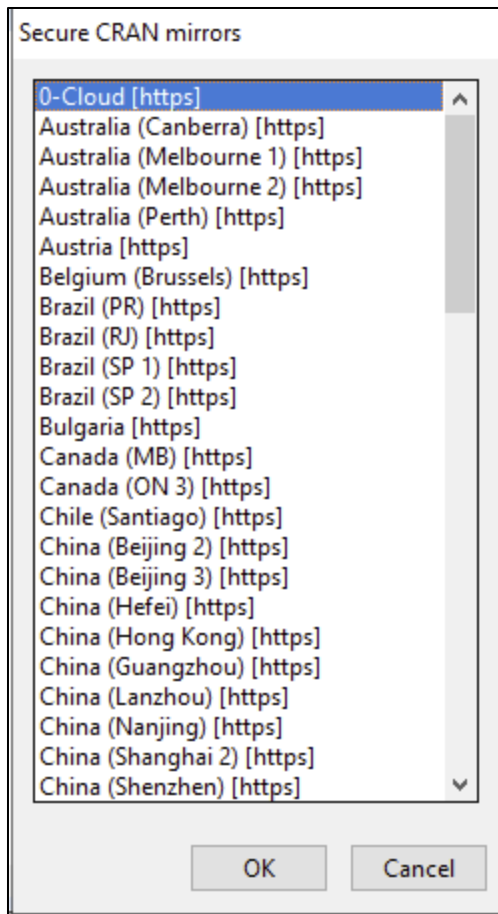 Secure CRAN mirrors
0-Cloud [https]
Australia (Canberra) [https]
Australia (Melbourne 1) [https]
Australia (Melbourne 2) [https]
Australia (Perth) [https]
Austria [https]
Belgium (Brussels) [https]
Brazil (PR) [https]
Brazil (RJ) [https]
Brazil (SP 1) [https]
Brazil (SP 2) [https]
Bulgaria [https]
Canada (MB) [https]
Canada (ON 3) [https]
Chile (Santiago) [https]
China (Beijing 2) [https]
China (Beijing 3) [https]
China (Hefei) [https]
China (Hong Kong) [https]
China (Guangzhou) [https]
China (Lanzhou) [https]
China (Nanjing) [https]
China (Shanghai 2) [https]
China (Shenzhen) [https]
OK Cancel